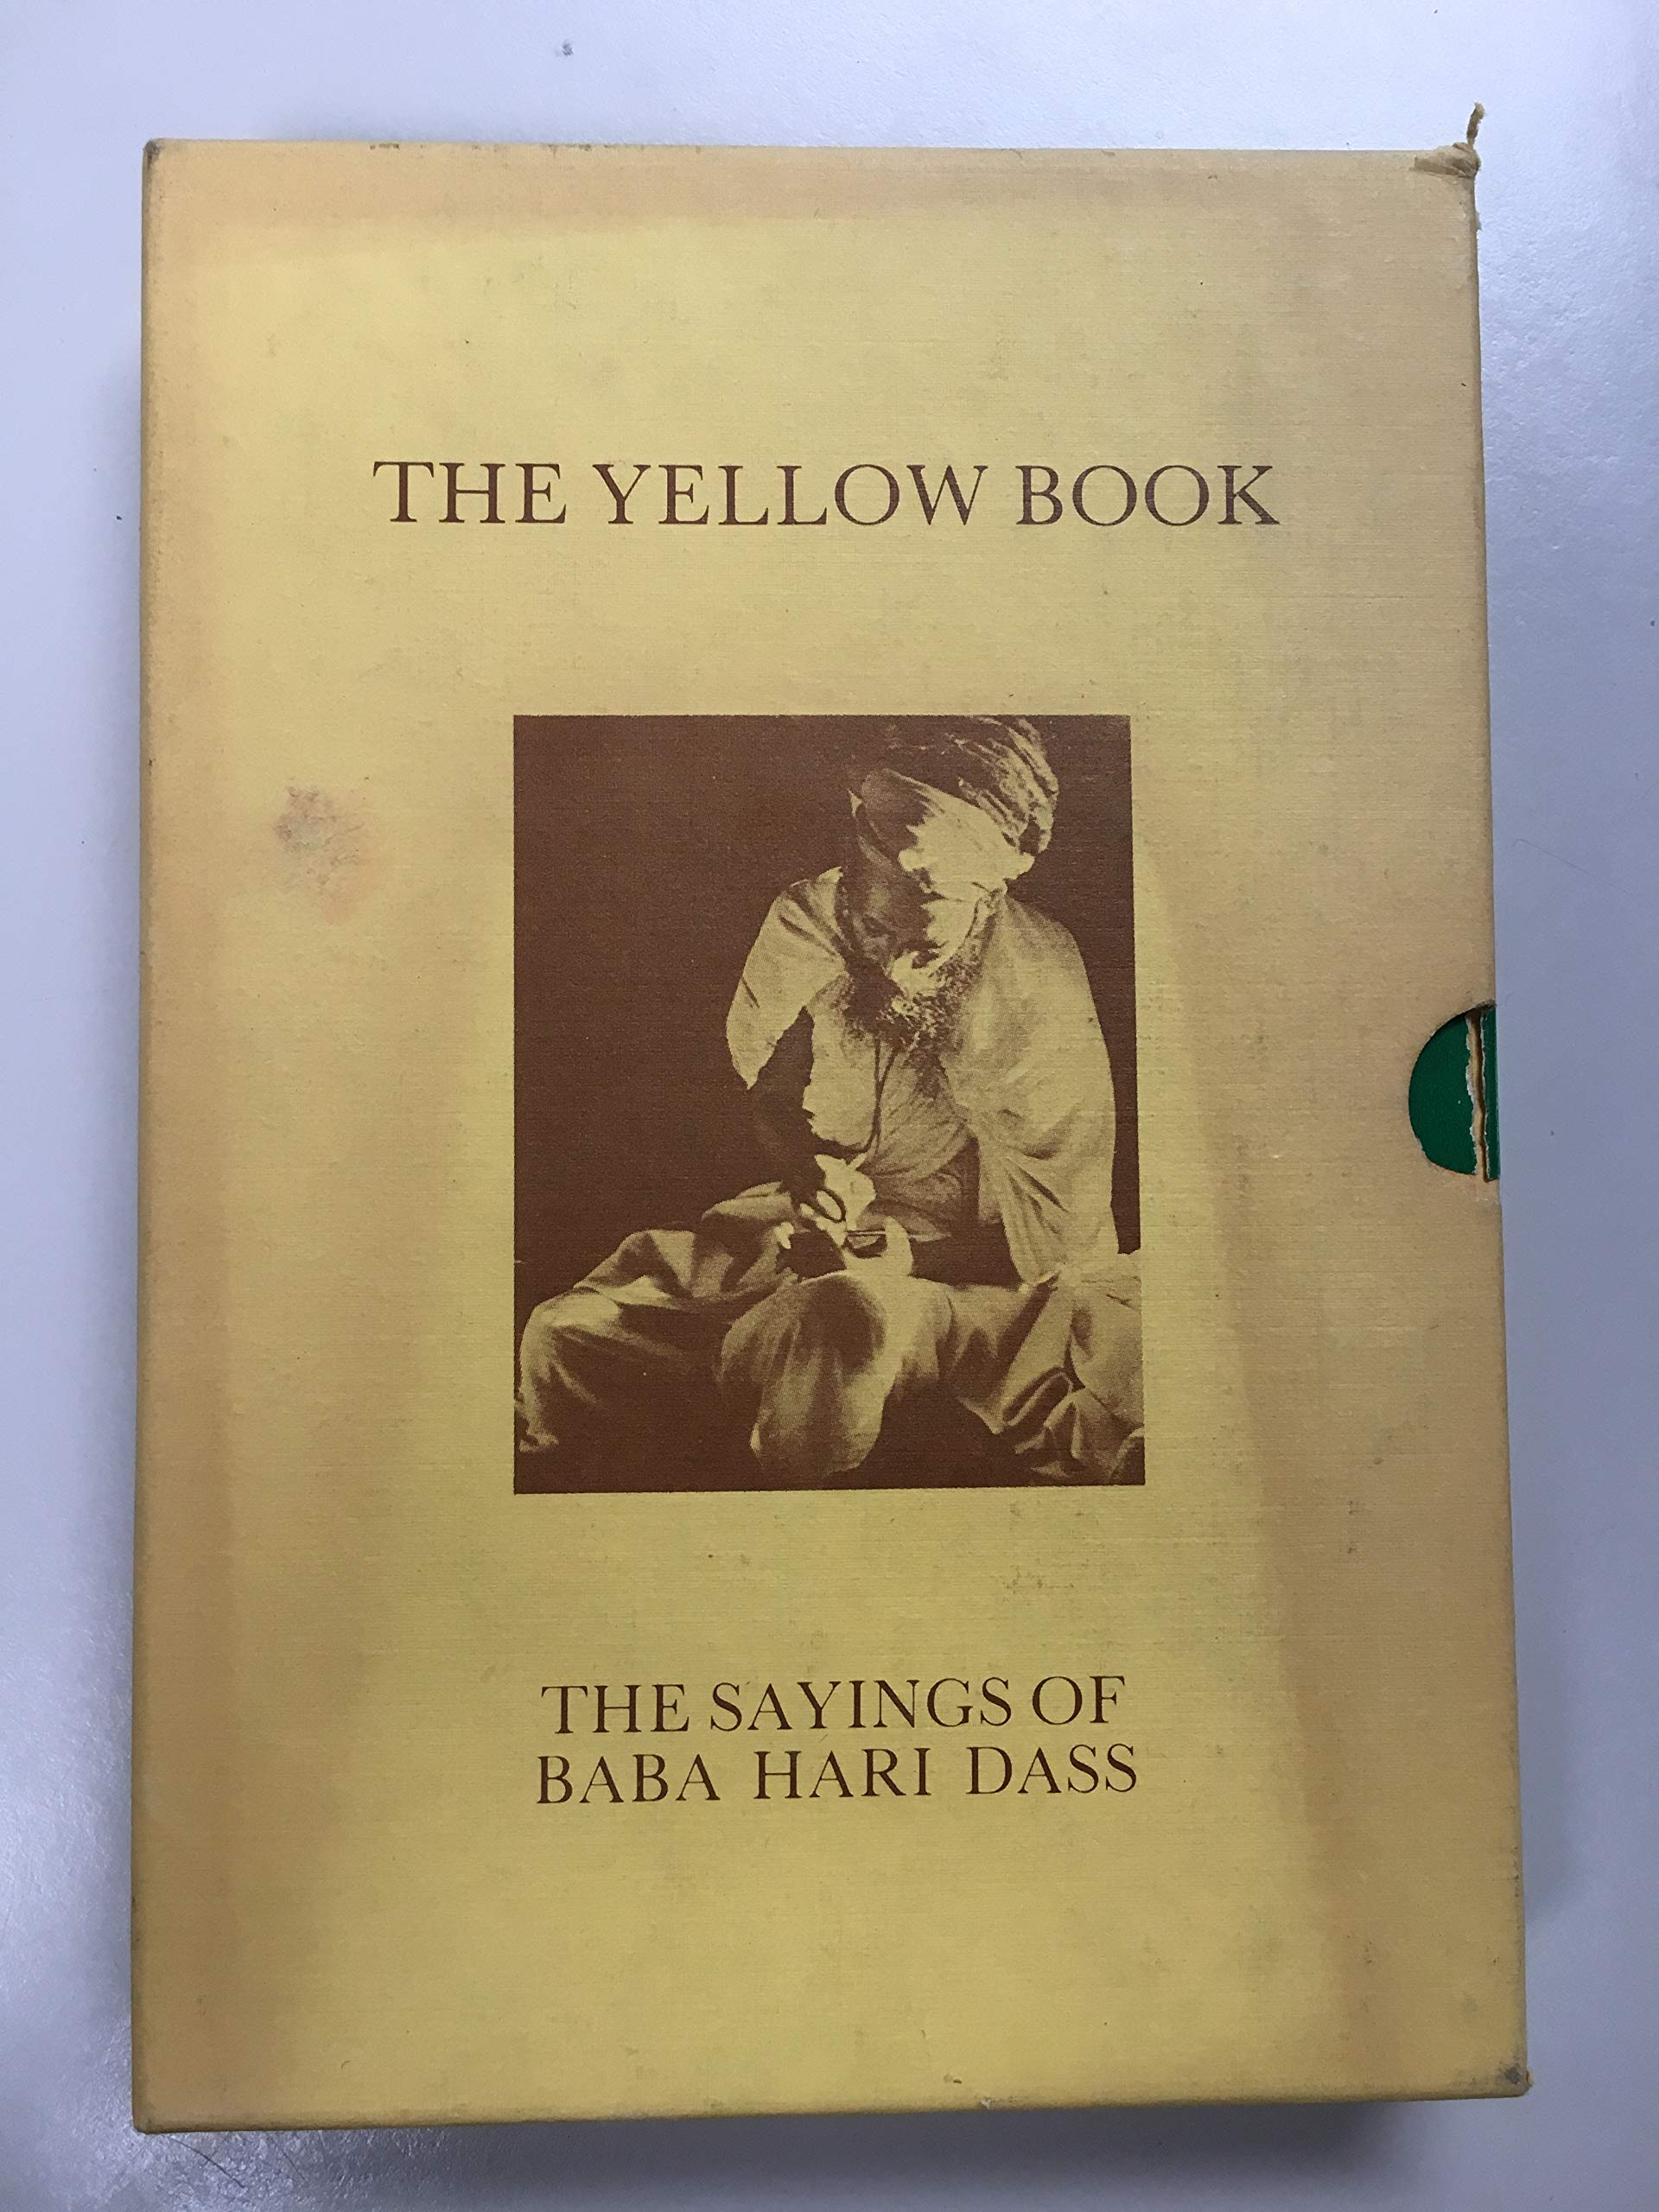 THE YELLOW BOOK
THE SAYINGS OF
BABA HARI DASS